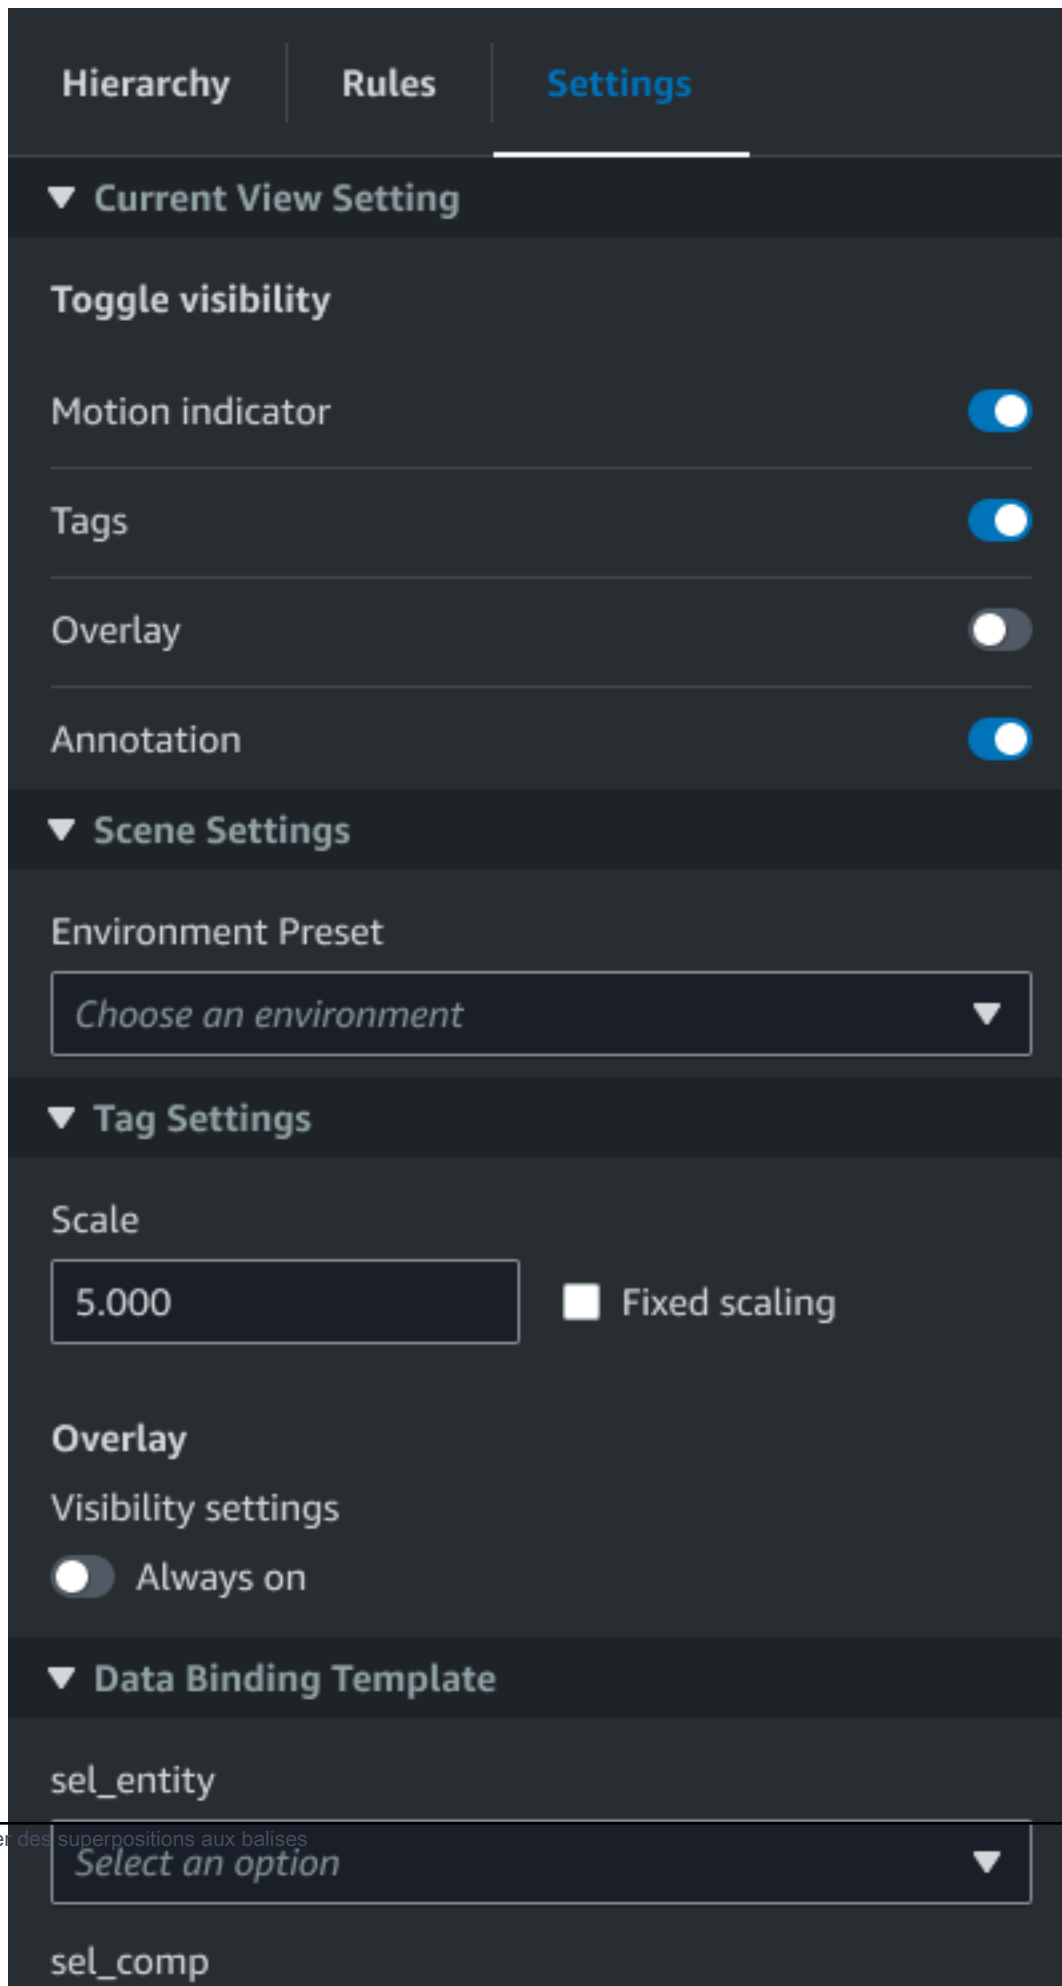 Hierarchy
Rules
Settings
Current View Setting
Toggle visibility
Motion indicator
Tags
Overlay
Annotation
Scene Settings
Environment Preset
Choose an environment
Tag Settings
Scale
5.000
Fixed scaling
Overlay
Visibility settings
Always on
Data Binding Template
sel_entity
des superpositions aux balises
Select an option
sel_comp